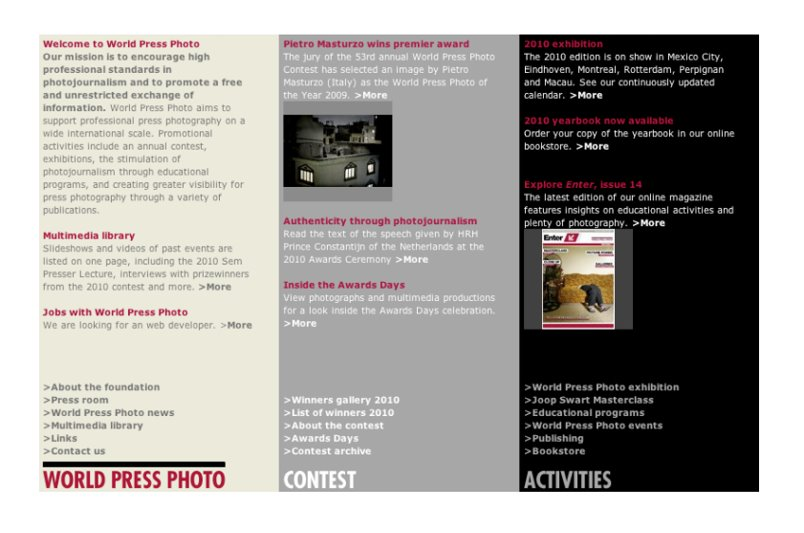 Welcome to World Press Photo
Our mission is to encourage high
professional standards in
photojournalism and to promote a free
and unrestricted exchange of
information. World Press Photo aims to
support professional press photography on a
wide international scale. Promotional
activities include an annual contest,
exhibitions, the stimulation of
photojournalism through educational
programs, and creating greater visibility for
press photography through a variety of
publications.
Multimedia library
Slideshows and videos of past events are
listed on one page, including the 2010 Sem
Presser Lecture, interviews with prizewinners
from the 2010 contest and more. >More
Jobs with World Press Photo
We are looking for an web developer. >More
>About the foundation
>Press room
>World Press Photo news
>Multimedia library
>Links
>Contact us
WORLD PRESS PHOTO
Pietro Masturzo wins premier award
The jury of the 53rd annual World Press Photo
Contest has selected an image by Pietro
Masturzo (Italy) as the World Press Photo of
the Year 2009. >More
Authenticity through photojournalism
Read the text of the speech given by HRH
Prince Constantijn of the Netherlands at the
2010 Awards Ceremony >More
Inside the Awards Days
View photographs and multimedia productions
for a look inside the Awards Days celebration.
>More
>Winners gallery 2010
>List of winners 2010
>About the contest
>Awards Days
>Contest archive
CONTEST
2010 exhibition
The 2010 edition is on show in Mexico City,
Eindhoven, Montreal, Rotterdam, Perpignan
and Macau. See our continuously updated
calendar. >More
2010 yearbook now available
Order your copy of the yearbook in our online
bookstore. >More
Explore Enter, issue 14
The latest edition of our online magazine
features insights on educational activities and
plenty of photography. >More
Enter
>World Press Photo exhibition
>Joop Swart Masterclass
>Educational programs
>World Press Photo events
>Publishing
>Bookstore
ACTIVITIES